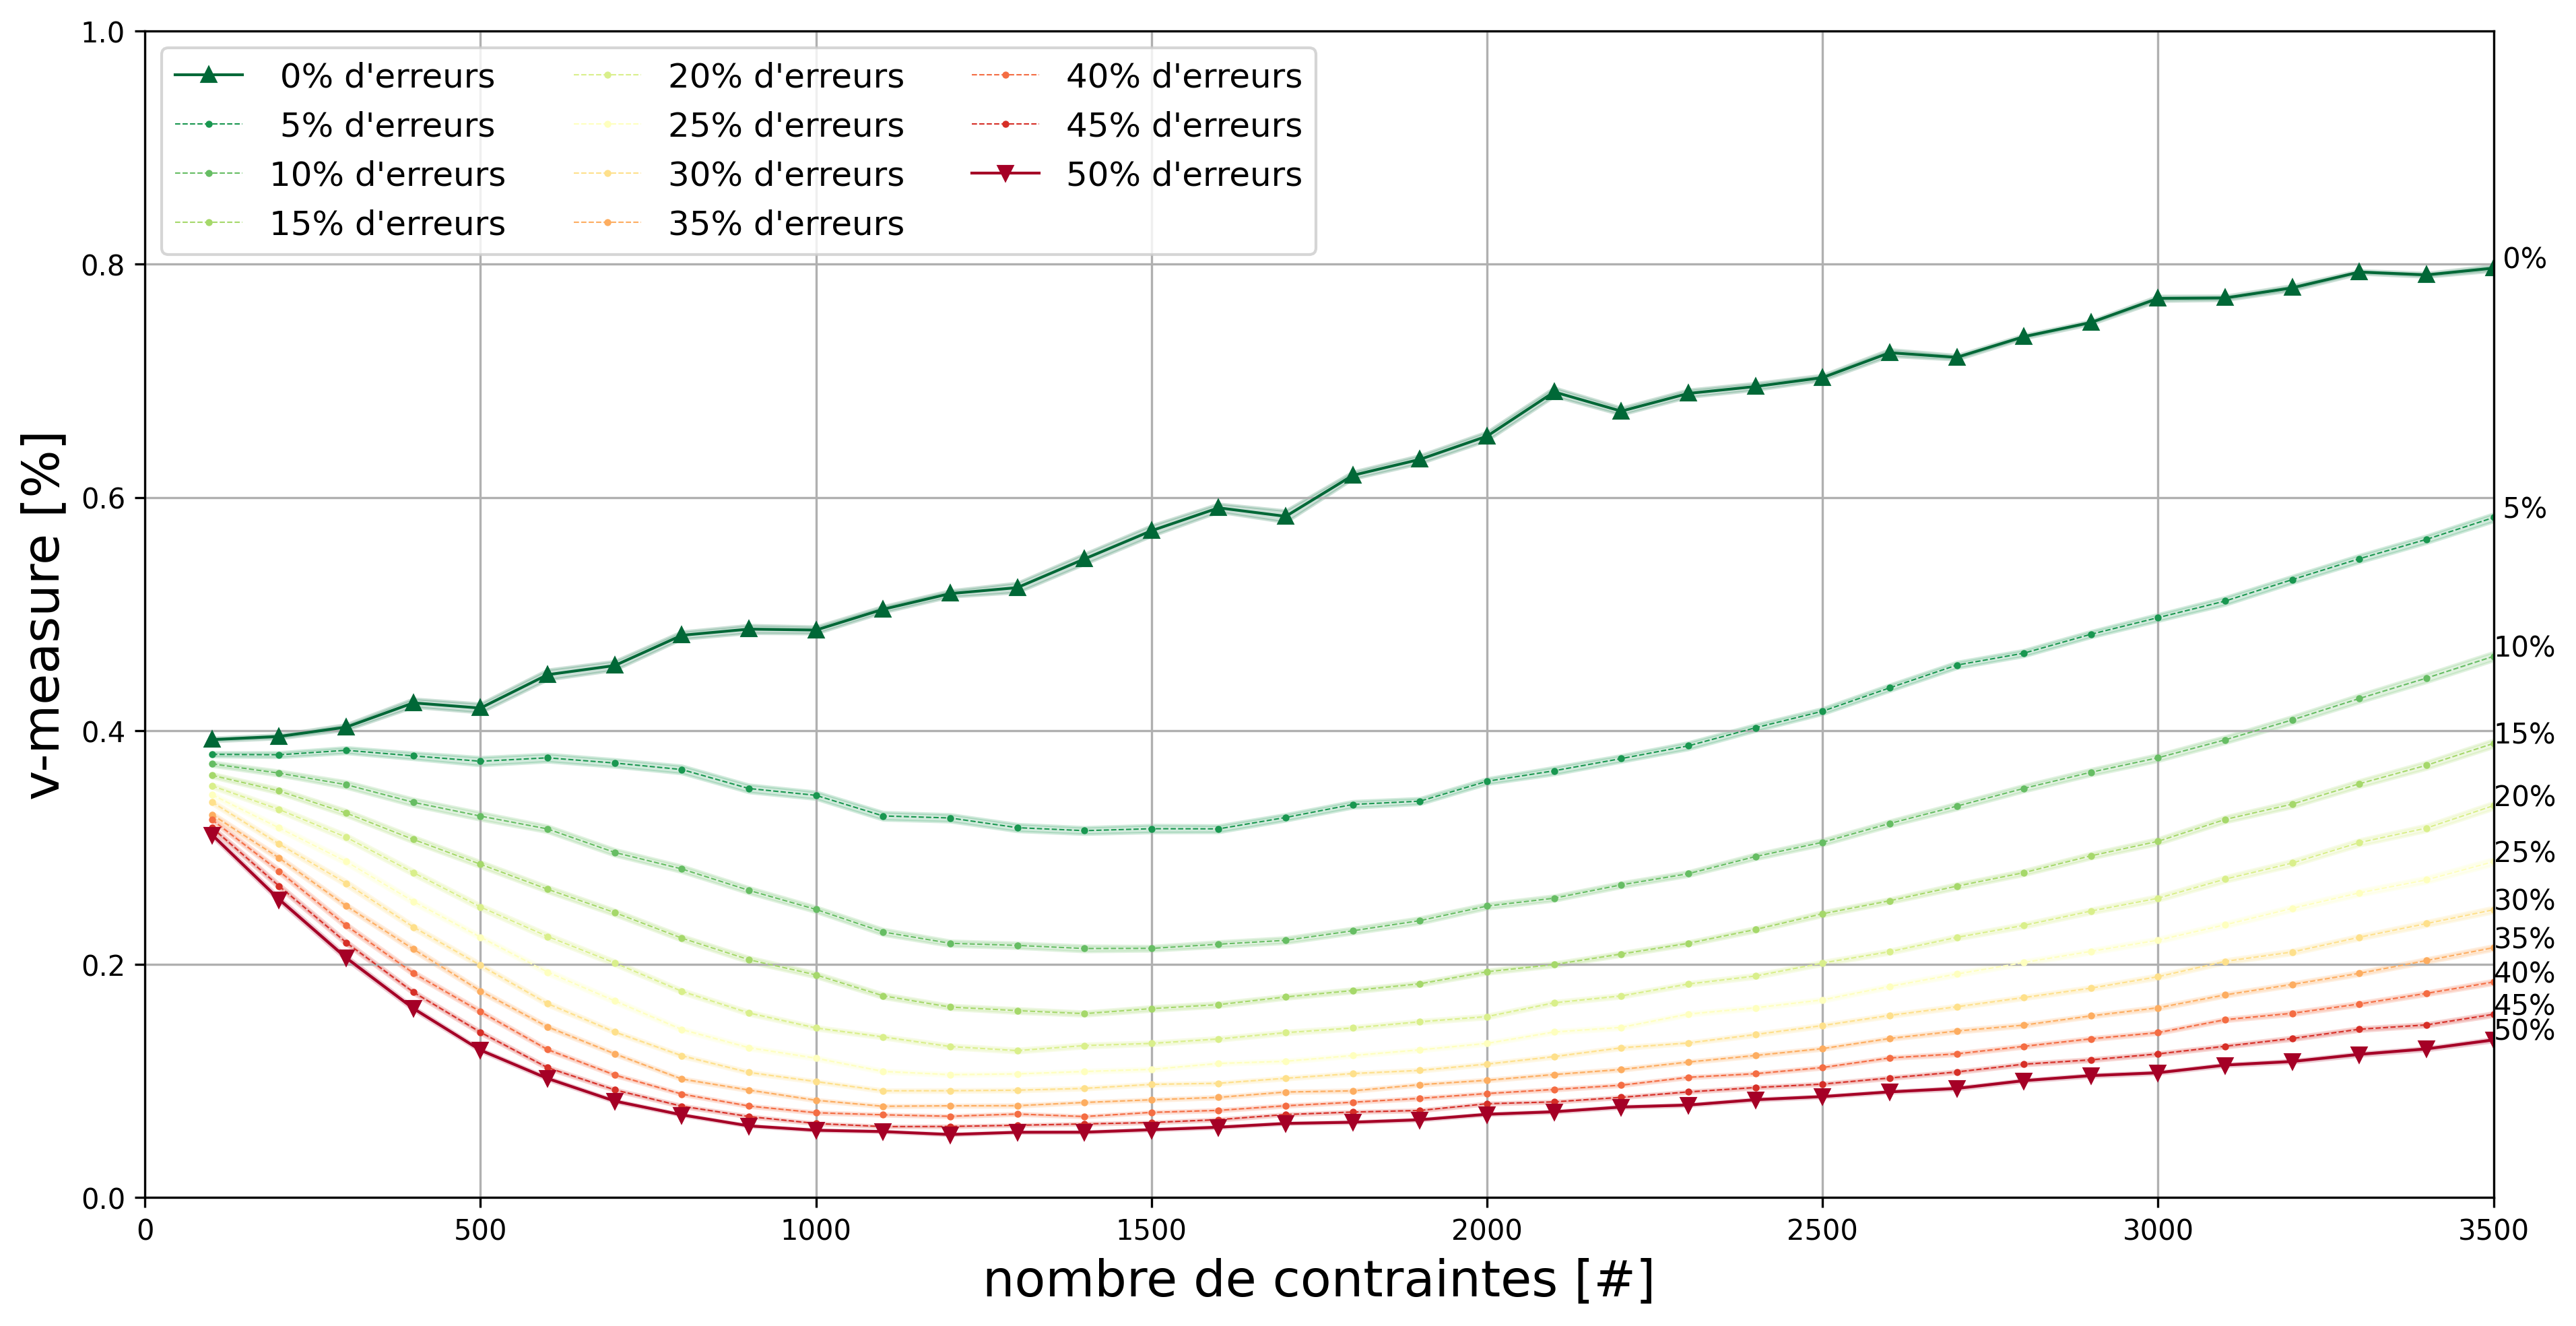 v-measure [%]
1.0
0.8
0.6
0.4
0.2
0.0
0% d'erreurs
5% d'erreurs
10% d'erreurs
15% d'erreurs
20% d'erreurs
25% d'erreurs
30% d'erreurs
35% d'erreurs
40% d'erreurs
45% d'erreurs
50% d'erreurs
0%
5%
10%
15%
20%
25%
30%
35%
40%
45%
50%
0 500 1000 1500 2000 2500 3000 3500
nombre de contraintes [#]